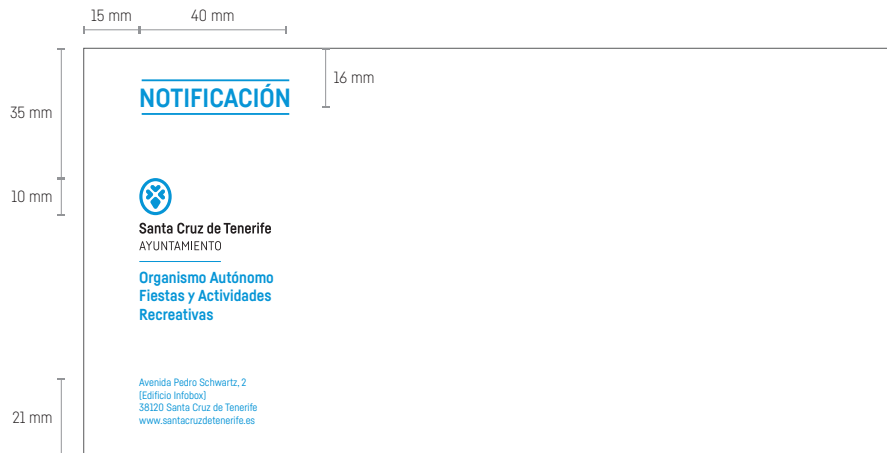 15 mm
40 mm
16 mm
35 mm
NOTIFICACIÓN
10 mm
Santa Cruz de Tenerife
AYUNTAMIENTO
Organismo Autónomo
Fiestas y Actividades
Recreativas
Avenida Pedro Schwartz, 2
(Edificio Infobox)
38120 Santa Cruz de Tenerife
www.santacruzdetenerife.es
21 mm